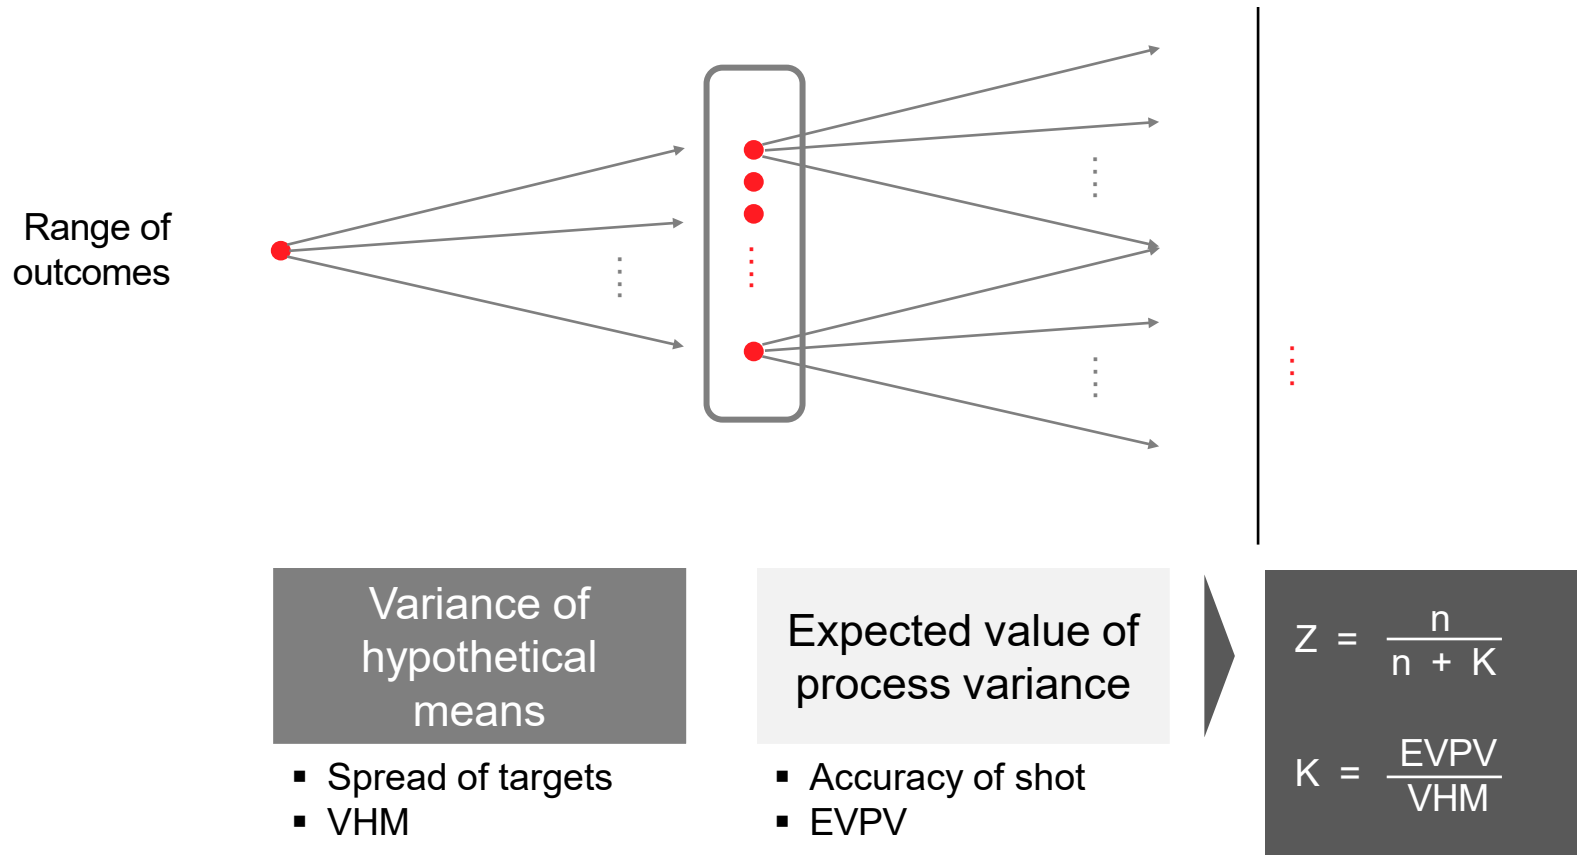 Range of
outcomes
Variance of
hypothetical
means
▪ Spread of targets
▪ VHM
Expected value of
process variance
▪ Accuracy of shot
▪ EVPV
Z = n
n + K
K = EVPV
VHM